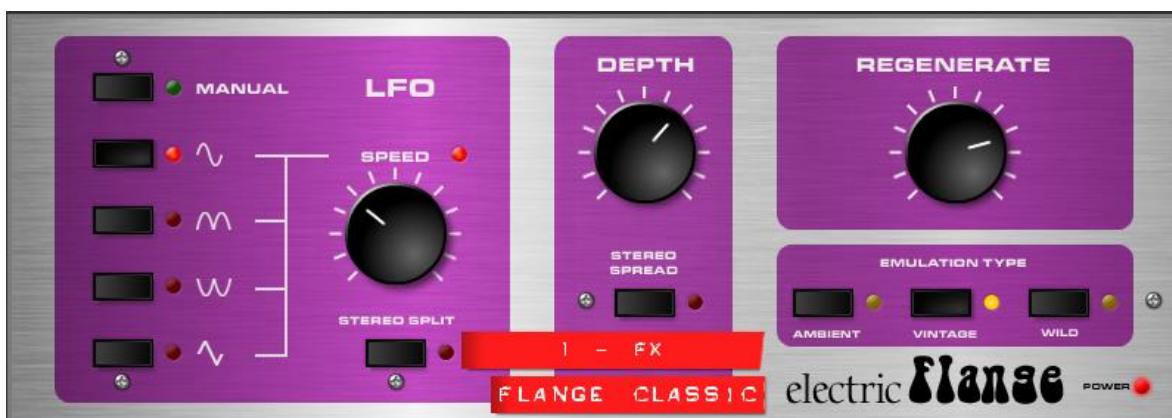 MANUAL
LFO
SPEED
STEREO SPLIT
DEPTH
STEREO
SPREAD
REGENERATE
EMULATION TYPE
AMBIENT
VINTAGE
WILD
1 - FX
FLANGE CLASSIC
electric flange
POWER